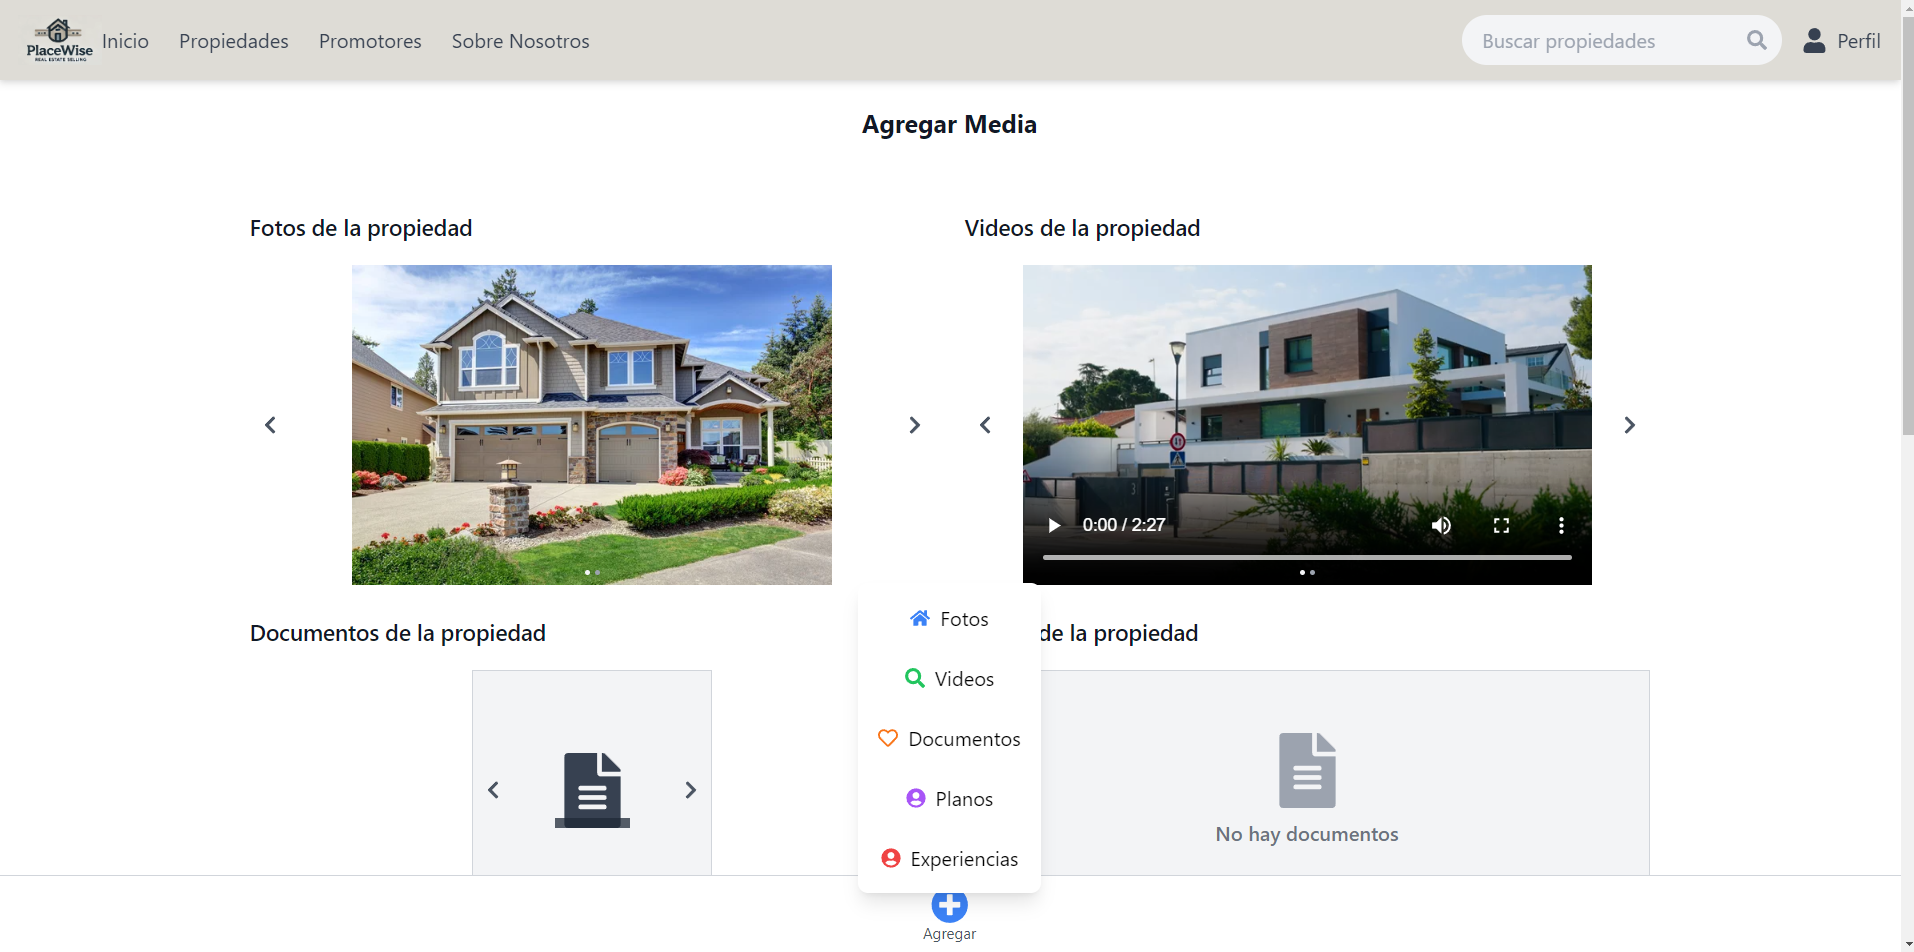 PlaceWise
REAL ESTATE SELLING
Inicio
Propiedades
Promotores
Sobre Nosotros
Buscar propiedades
Perfil
Agregar Media
Fotos de la propiedad
Videos de la propiedad
0:00 / 2:27
Documentos de la propiedad
de la propiedad
Fotos
Videos
Documentos
Planos
Experiencias
No hay documentos
Agregar